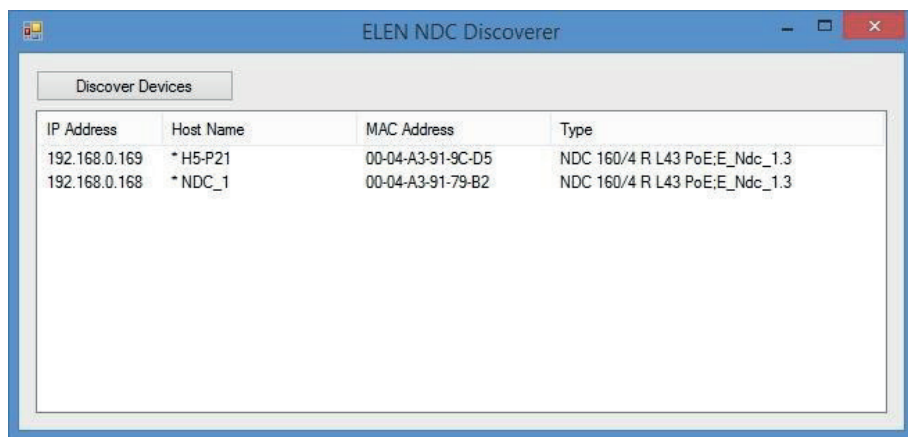 ELEN NDC Discoverer
Discover Devices
IP Address Host Name MAC Address Type
192.168.0.169 * H5-P21 00-04-A3-91-9C-D5 NDC 160/4 R L43 PoE;E_Ndc_1.3
192.168.0.168 * NDC_1 00-04-A3-91-79-B2 NDC 160/4 R L43 PoE;E_Ndc_1.3